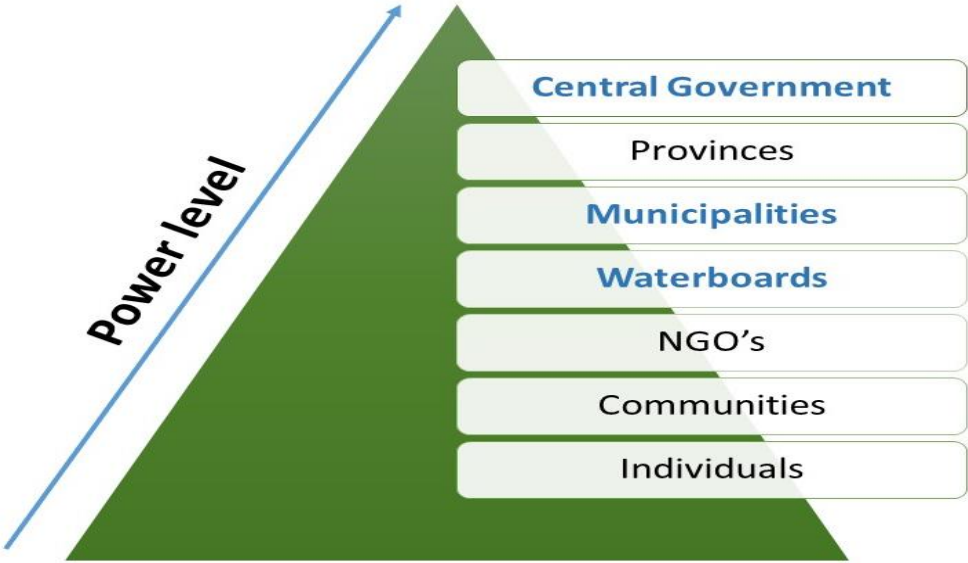 Power level
Central Government
Provinces
Municipalities
Waterboards
NGO’s
Communities
Individuals